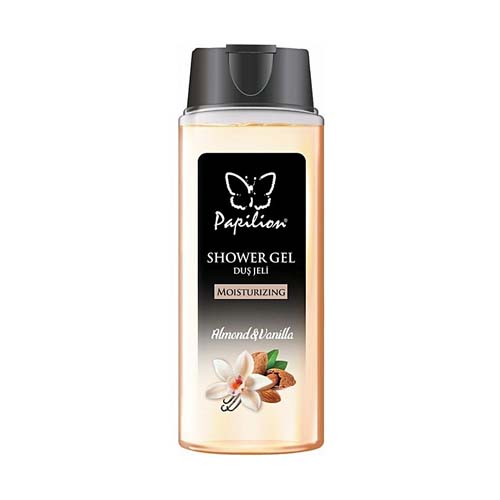 Papilion®
SHOWER GEL
DUŞ JELİ
MOISTURIZING
Almond&Vanilla